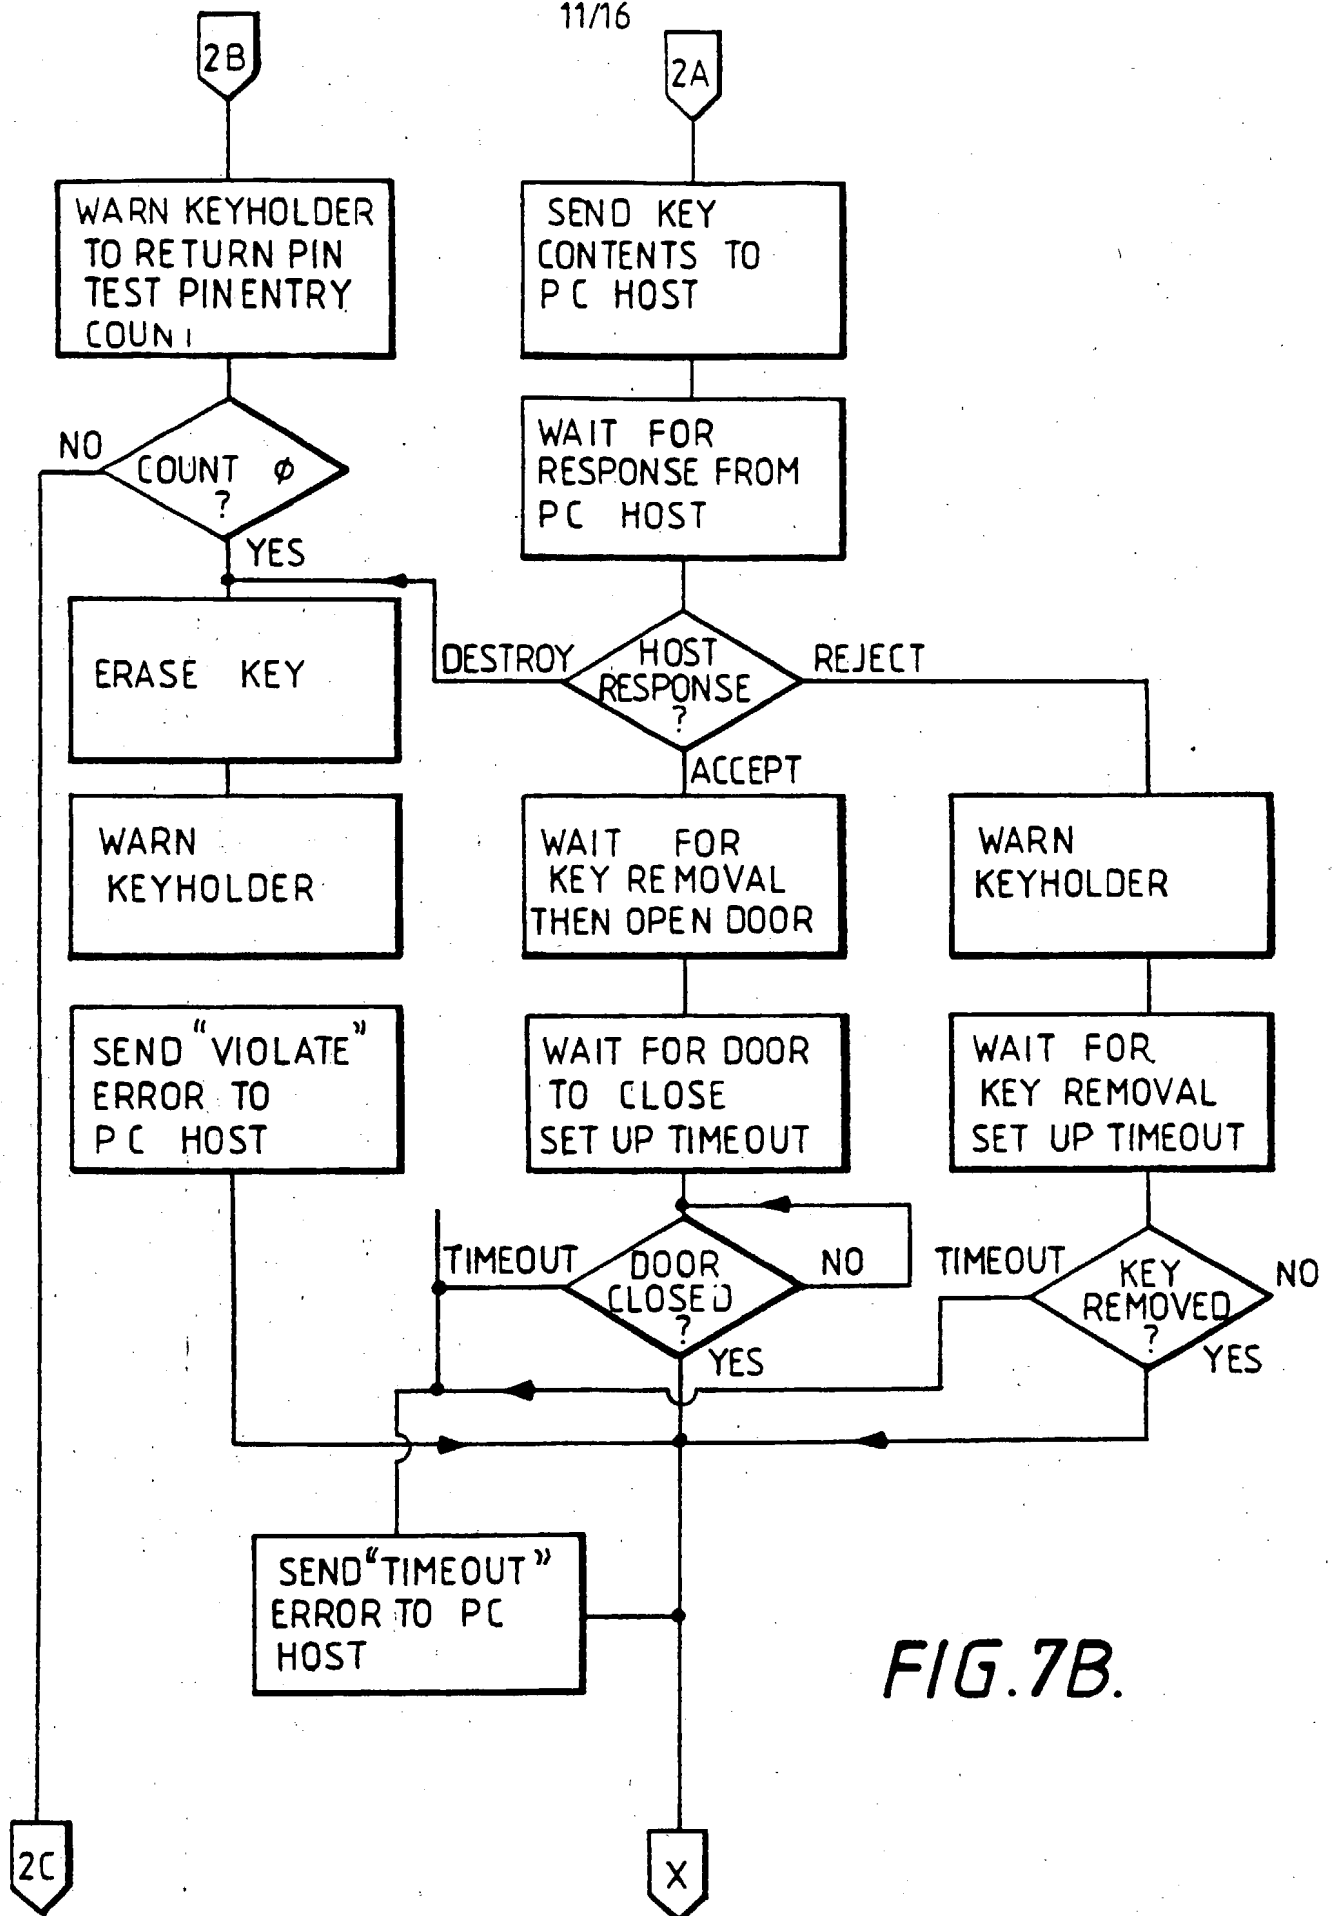 11/16
2B
2A
WARN KEYHOLDER
TO RETURN PIN
TEST PIN ENTRY
COUNT
SEND KEY
CONTENTS TO
PC HOST
WAIT FOR
RESPONSE FROM
PC HOST
NO
COUNT ϕ
?
YES
ERASE KEY
DESTROY
HOST
RESPONSE
?
REJECT
ACCEPT
WARN
KEYHOLDER
WAIT FOR
KEY REMOVAL
THEN OPEN DOOR
WARN
KEYHOLDER
SEND "VIOLATE"
ERROR TO
PC HOST
WAIT FOR DOOR
TO CLOSE
SET UP TIMEOUT
WAIT FOR
KEY REMOVAL
SET UP TIMEOUT
TIMEOUT
DOOR
CLOSED
?
NO
YES
TIMEOUT
KEY
REMOVED
?
NO
YES
SEND "TIMEOUT"
ERROR TO PC
HOST
FIG.7B.
2C
X